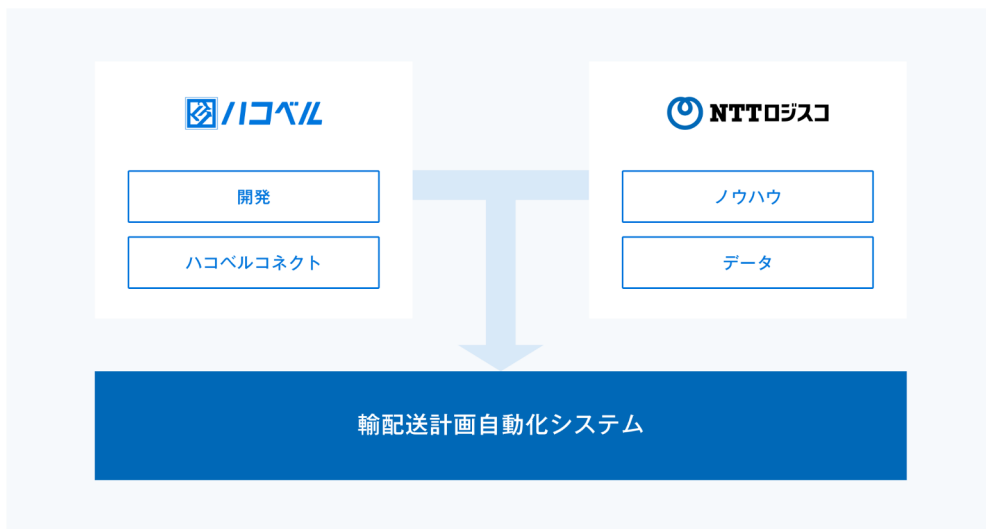 ハコベル
NTTロジスコ
開発
ノウハウ
ハコベルコネクト
データ
輸配送計画自動化システム